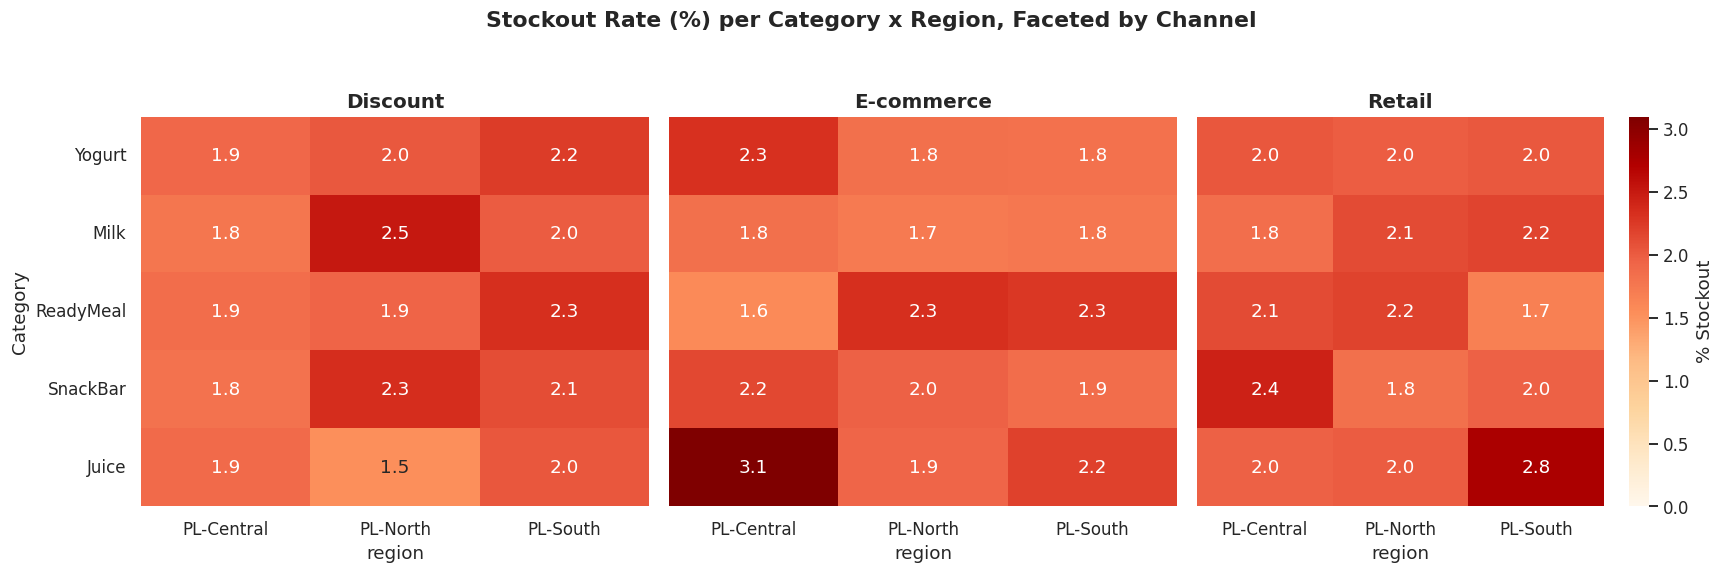 Stockout Rate (%) per Category x Region, Faceted by Channel
Discount E-commerce Retail
Category
Yogurt 1.9 2.0 2.2 2.3 1.8 1.8 2.0 2.0 2.0
Milk 1.8 2.5 2.0 1.8 1.7 1.8 1.8 2.1 2.2
ReadyMeal 1.9 1.9 2.3 1.6 2.3 2.3 2.1 2.2 1.7
SnackBar 1.8 2.3 2.1 2.2 2.0 1.9 2.4 1.8 2.0
Juice 1.9 1.5 2.0 3.1 1.9 2.2 2.0 2.0 2.8
PL-Central PL-North PL-South PL-Central PL-North PL-South PL-Central PL-North PL-South
region region region
3.0
2.5
2.0
1.5
1.0
0.5
0.0
% Stockout